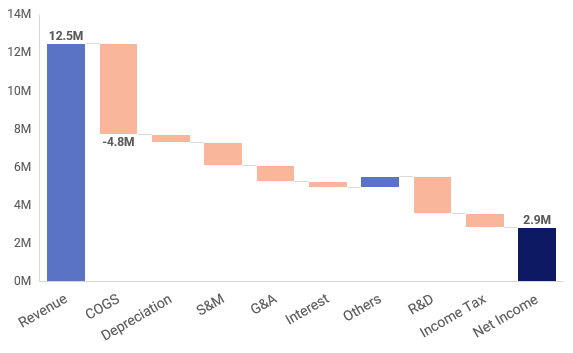 14M
12M
10M
8M
6M
4M
2M
0M
12.5M
-4.8M
2.9M
Revenue
COGS
Depreciation
S&M
G&A
Interest
Others
R&D
Income Tax
Net Income